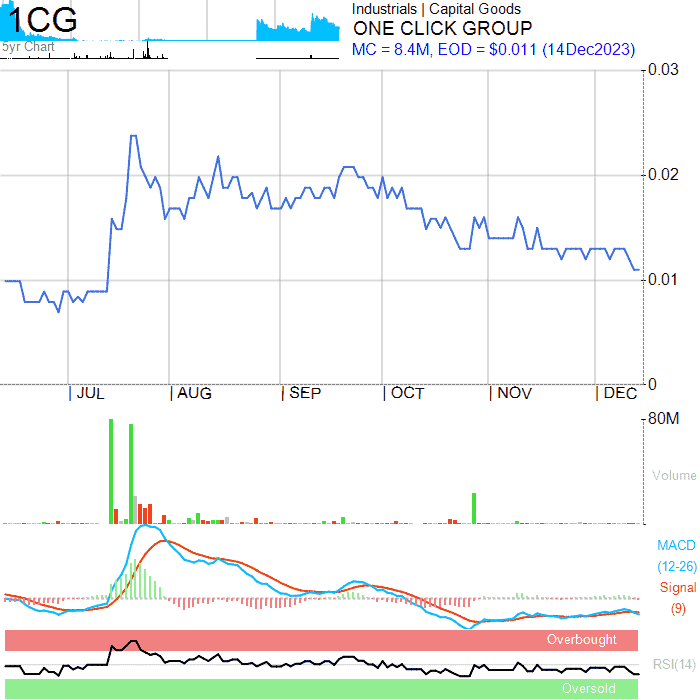 1CG
5yr Chart
Industrials | Capital Goods
ONE CLICK GROUP
MC = 8.4M, EOD = $0.011 (14Dec2023)
0.03
0.02
0.01
0
| JUL | AUG | SEP | OCT | NOV | DEC
80M
Volume
MACD
(12-26)
Signal
(9)
Overbought
RSI(14)
Oversold